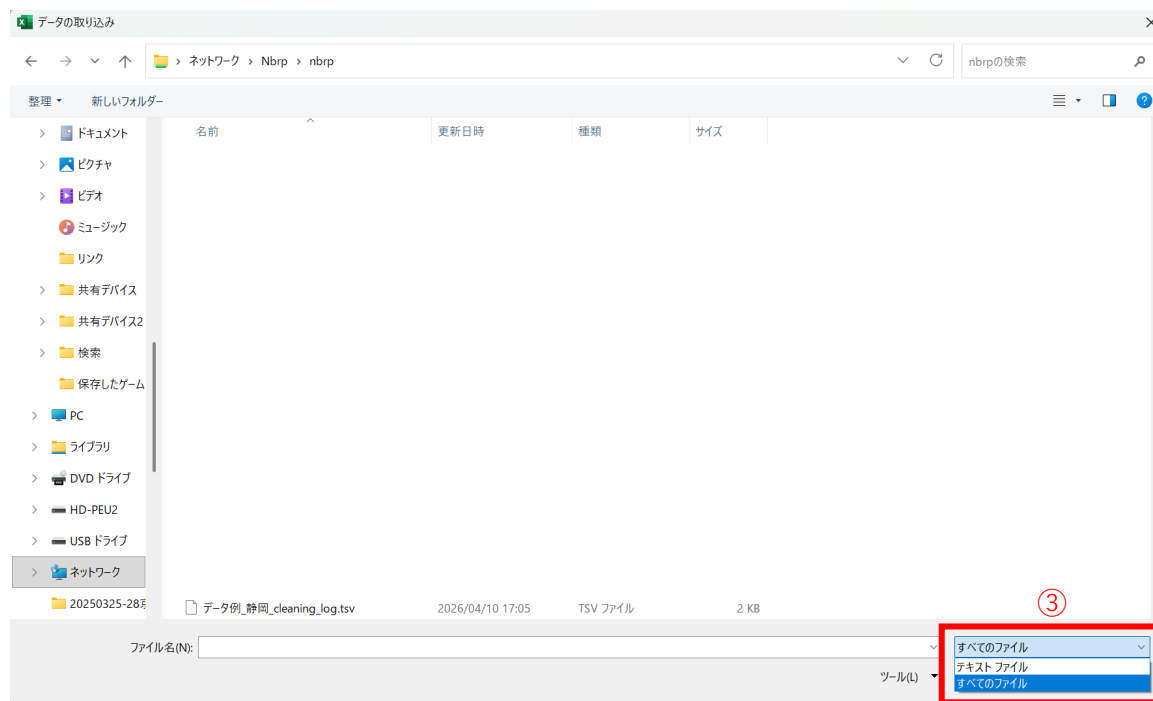 データの取り込み
ネットワーク › Nbrp › nbrp
nbrpの検索
整理
新しいフォルダー
名前 更新日時 種類 サイズ
ドキュメント
ピクチャ
ビデオ
ミュージック
リンク
共有デバイス
共有デバイス2
検索
保存したゲーム
PC
ライブラリ
DVD ドライブ
HD-PEU2
USB ドライブ
ネットワーク
20250325-28
データ例_静岡_cleaning_log.tsv 2026/04/10 17:05 TSV ファイル 2 KB
③
ファイル名(N):
すべてのファイル
テキスト ファイル
すべてのファイル
ツール(L)